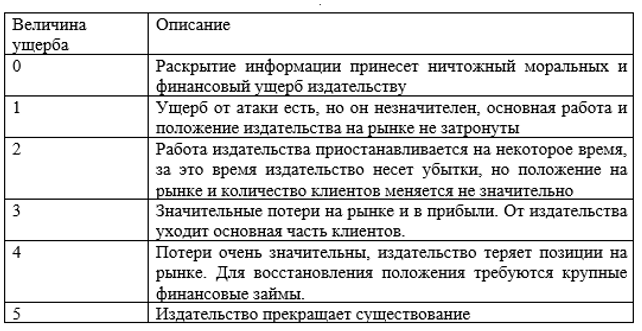 Величина ущерба
Описание
0
Раскрытие информации принесет ничтожный моральных и
финансовый ущерб издательству
1
Ущерб от атаки есть, но он незначителен, основная работа и
положение издательства на рынке не затронуты
2
Работа издательства приостанавливается на некоторое время,
за это время издательство несет убытки, но положение на
рынке и количество клиентов меняется не значительно
3
Значительные потери на рынке и в прибыли. От издательства
уходит основная часть клиентов.
4
Потери очень значительны, издательство теряет позиции на
рынке. Для восстановления положения требуются крупные
финансовые займы.
5
Издательство прекращает существование